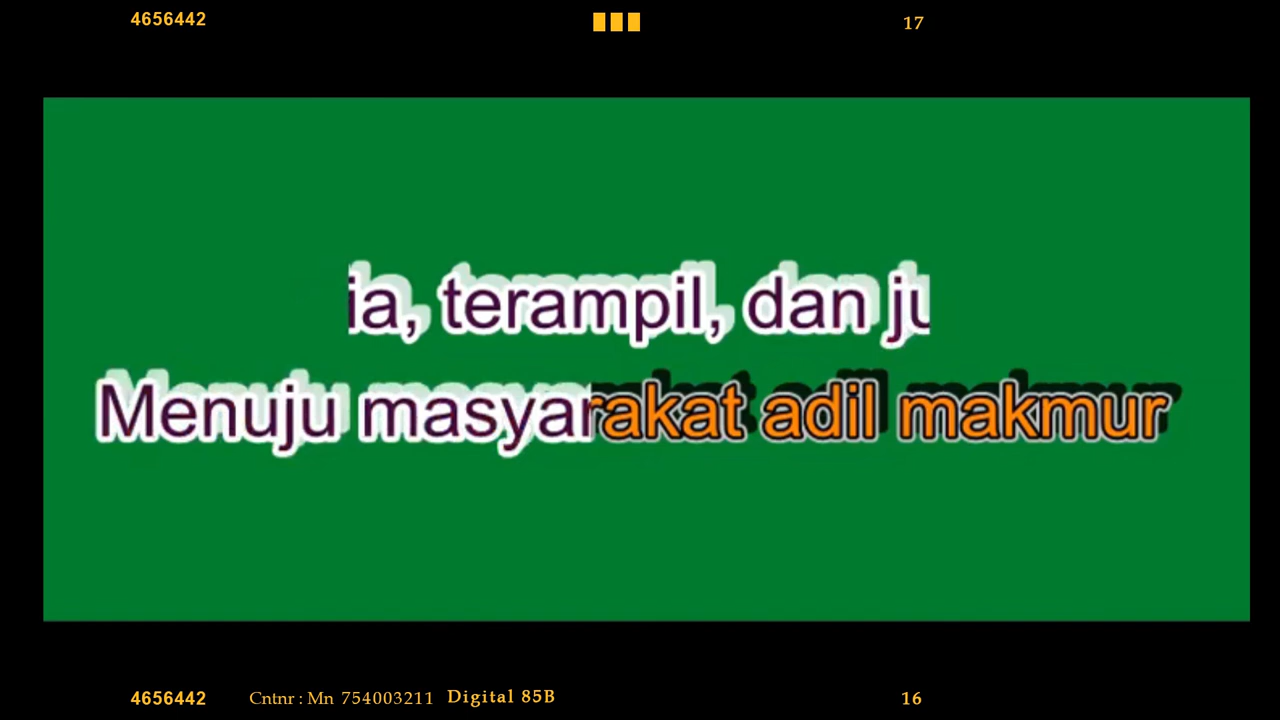 4656442 17
ia, terampil, dan ju
Menuju masyarakat adil makmur
4656442 Cntnr : Mn 754003211 Digital 85B 16